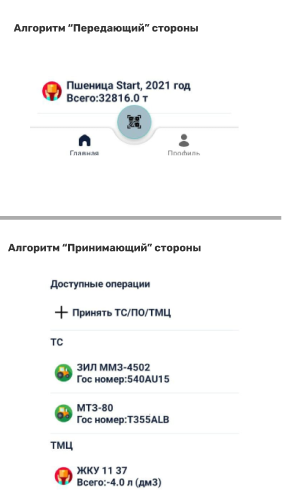 Алгоритм “Передающий” стороны
Пшеница Start, 2021 год
Всего:32816.0 т
Главная
Профиль
Алгоритм “Принимающий” стороны
Доступные операции
Принять ТС/ПО/ТМЦ
ТС
ЗИЛ ММЗ-4502
Гос номер:540AU15
МТЗ-80
Гос номер:T355ALB
ТМЦ
ЖКУ 11 37
Всего:-4.0 л (дм3)